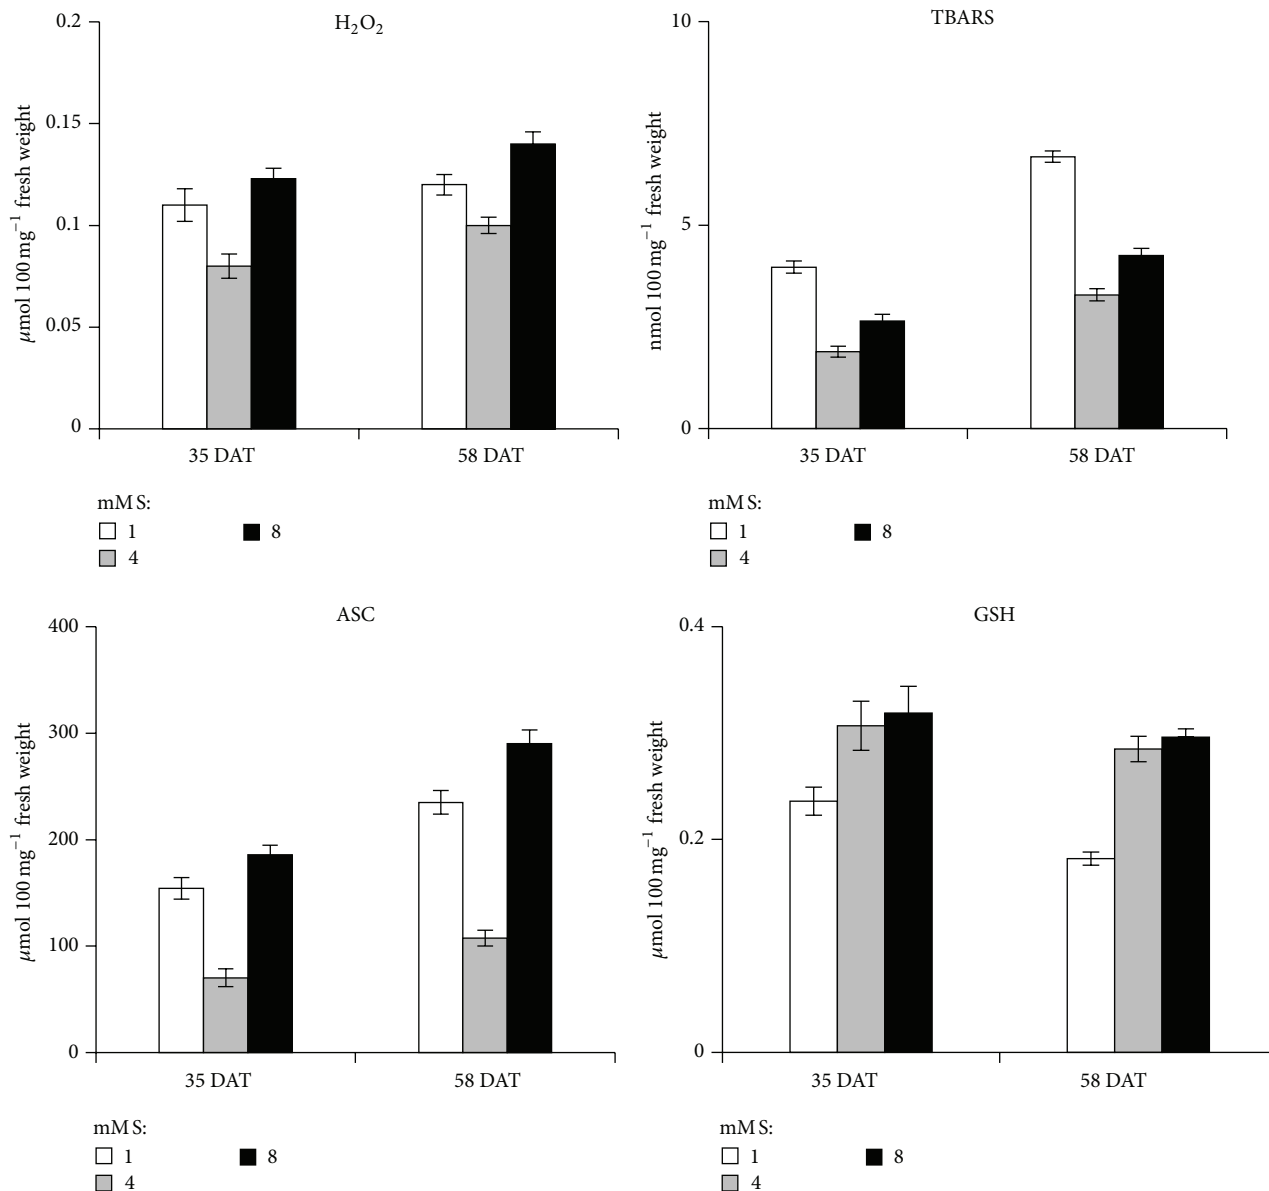 H₂O₂
0.2
0.15
0.1
0.05
0
μmol 100 mg⁻¹ fresh weight
35 DAT
58 DAT
mM S:
1
8
4
TBARS
10
5
0
nmol 100 mg⁻¹ fresh weight
35 DAT
58 DAT
mM S:
1
8
4
ASC
400
300
200
100
0
μmol 100 mg⁻¹ fresh weight
35 DAT
58 DAT
mM S:
1
8
4
GSH
0.4
0.2
0
μmol 100 mg⁻¹ fresh weight
35 DAT
58 DAT
mM S:
1
8
4